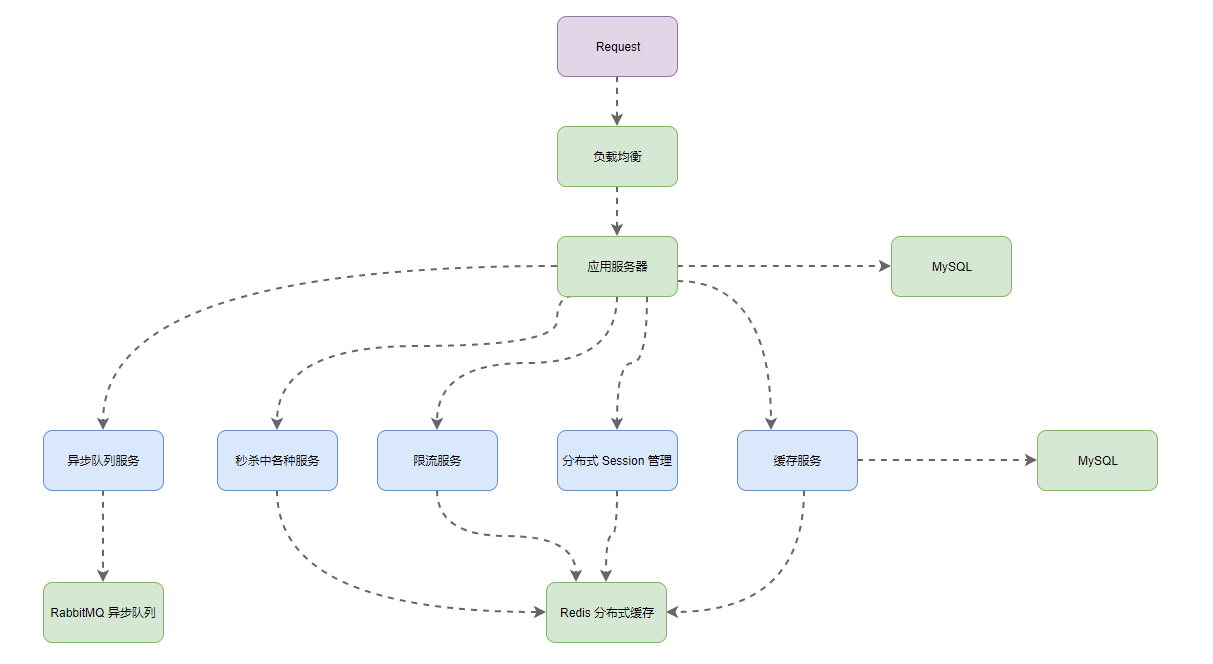 Request
负载均衡
应用服务器
MySQL
异步队列服务
秒杀中各种服务
限流服务
分布式 Session 管理
缓存服务
MySQL
RabbitMQ 异步队列
Redis 分布式缓存